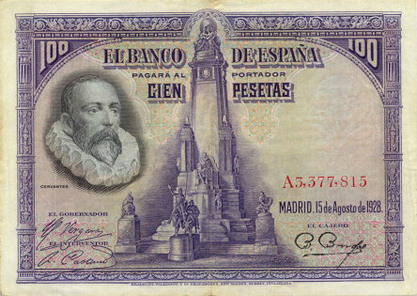 100 EL BANCO DE ESPAÑA 100
PAGARÁ AL PORTADOR
CIEN PESETAS
CERVANTES
A3,377,815
MADRID, 15 de Agosto de 1928.
EL GOBERNADOR
EL CAJERO
EL INTERVENTOR